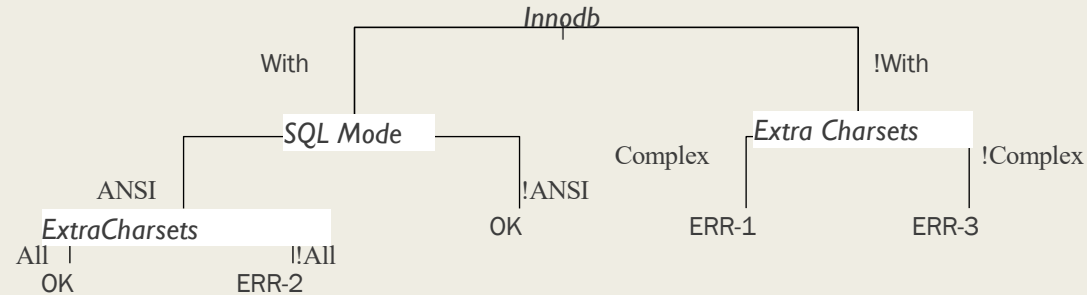 Innodb
With
!With
SQL Mode
Extra Charsets
Complex
!Complex
ANSI
!ANSI
OK
ERR-1
ERR-3
ExtraCharsets
All
!All
OK
ERR-2